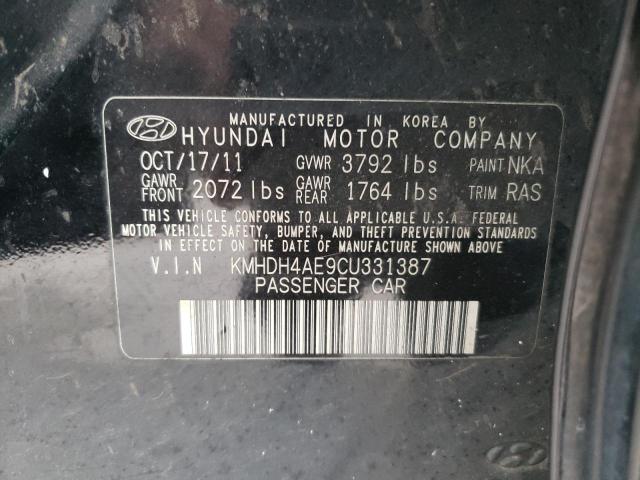 MANUFACTURED IN KOREA BY
HYUNDAI MOTOR COMPANY
OCT/17/11 GVWR 3792 lbs PAINT NKA
GAWR FRONT 2072 lbs GAWR REAR 1764 lbs TRIM RAS
THIS VEHICLE CONFORMS TO ALL APPLICABLE U.S.A. FEDERAL
MOTOR VEHICLE SAFETY, BUMPER, AND THEFT PREVENTION STANDARDS
IN EFFECT ON THE DATE OF MANUFACTURE SHOWN ABOVE
V.I.N KMHDH4AE9CU331387
PASSENGER CAR